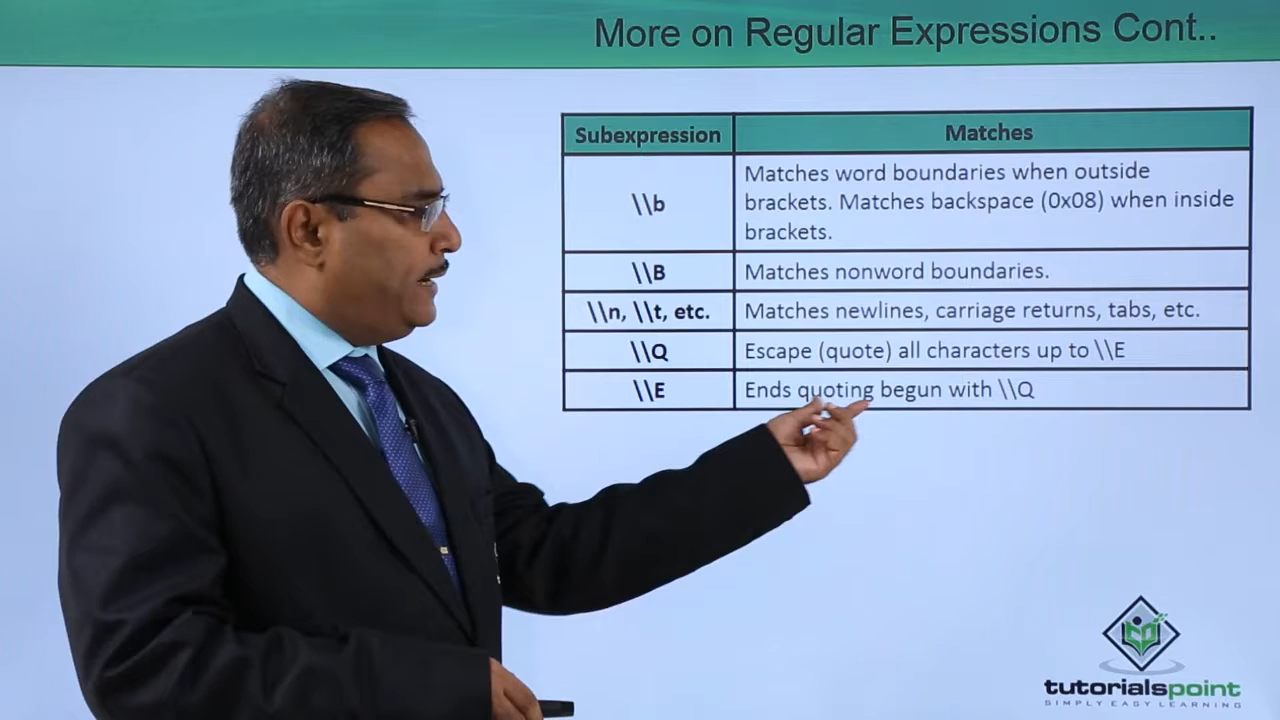 More on Regular Expressions Cont..
Subexpression Matches
\\b Matches word boundaries when outside
brackets. Matches backspace (0x08) when inside
brackets.
\\B Matches nonword boundaries.
\\n, \\t, etc. Matches newlines, carriage returns, tabs, etc.
\\Q Escape (quote) all characters up to \\E
\\E Ends quoting begun with \\Q
tutorialspoint
SIMPLY EASY LEARNING